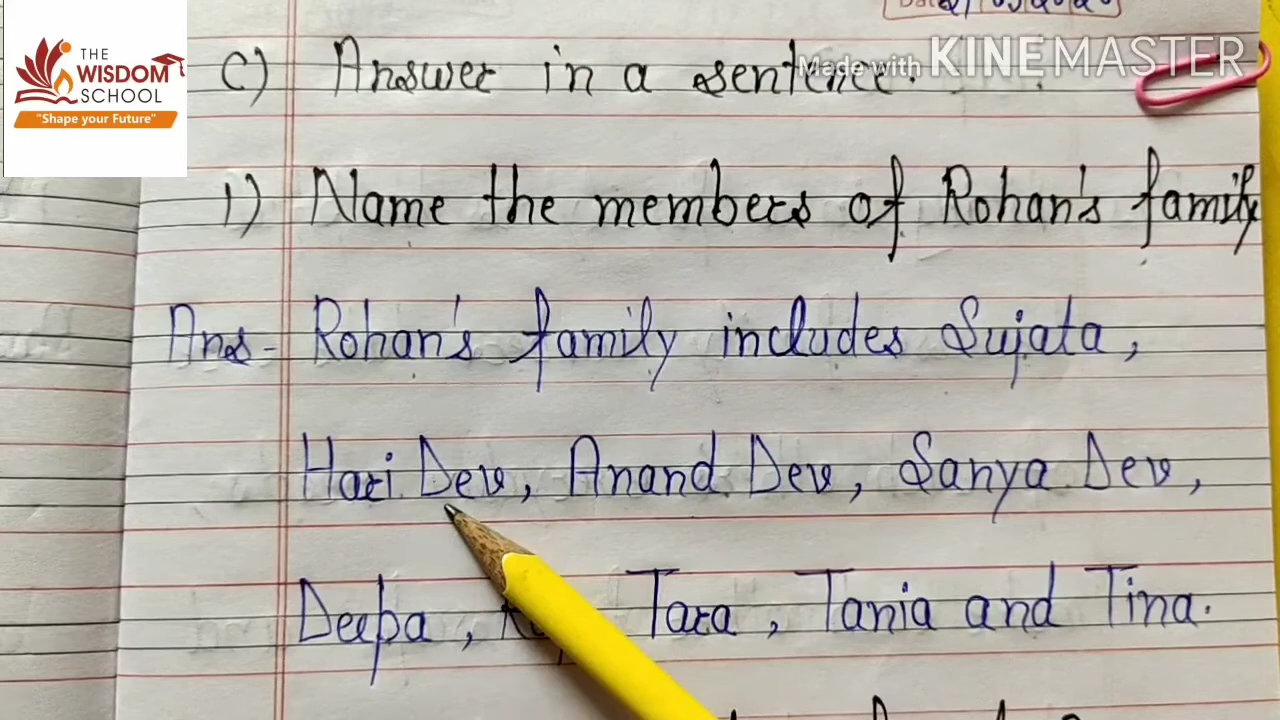 THE
WISDOM
SCHOOL
"Shape your Future"
Made with KINEMASTER
C) Answer in a sentence.
1) Name the members of Rohan's family
Ans- Rohan's family includes Sujata,
Hari Dev, Anand Dev, Sanya Dev,
Deepa, Tara, Tania and Tina.